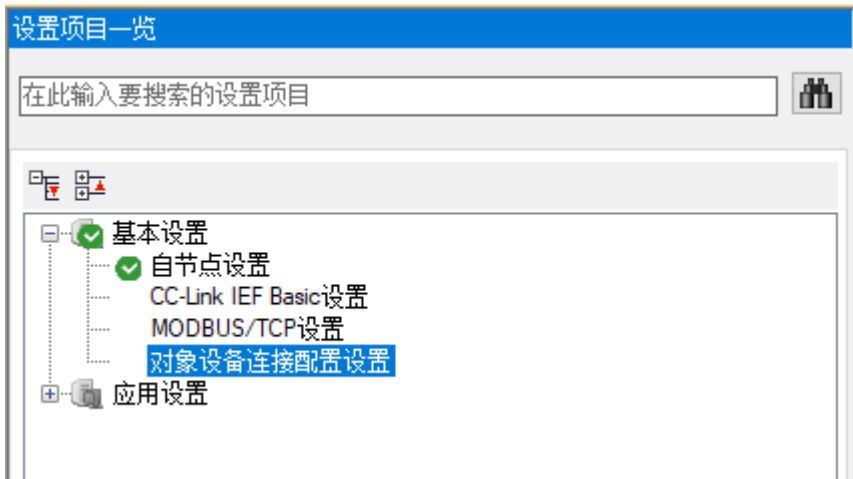 设置项目一览
在此输入要搜索的设置项目
基本设置
自节点设置
CC-Link IEF Basic设置
MODBUS/TCP设置
对象设备连接配置设置
应用设置